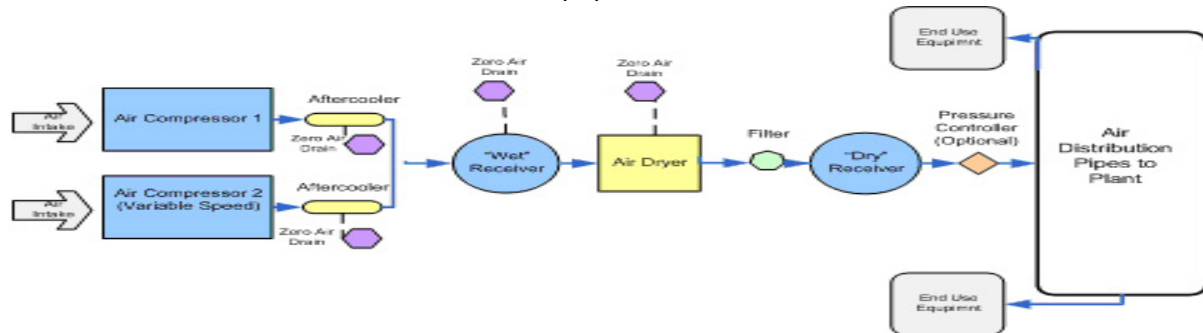 End Use
Equipmnt
Zero Air
Drain
Zero Air
Drain
Aftercooler
Air
Intake
Air Compressor 1
Zero Air
Drain
"Wet"
Receiver
Air Dryer
Filter
"Dry"
Receiver
Pressure
Controller
(Optional)
Air
Distribution
Pipes to
Plant
Aftercooler
Air
Intake
Air Compressor 2
(Variable Speed)
Zero Air
Drain
End Use
Equipmnt